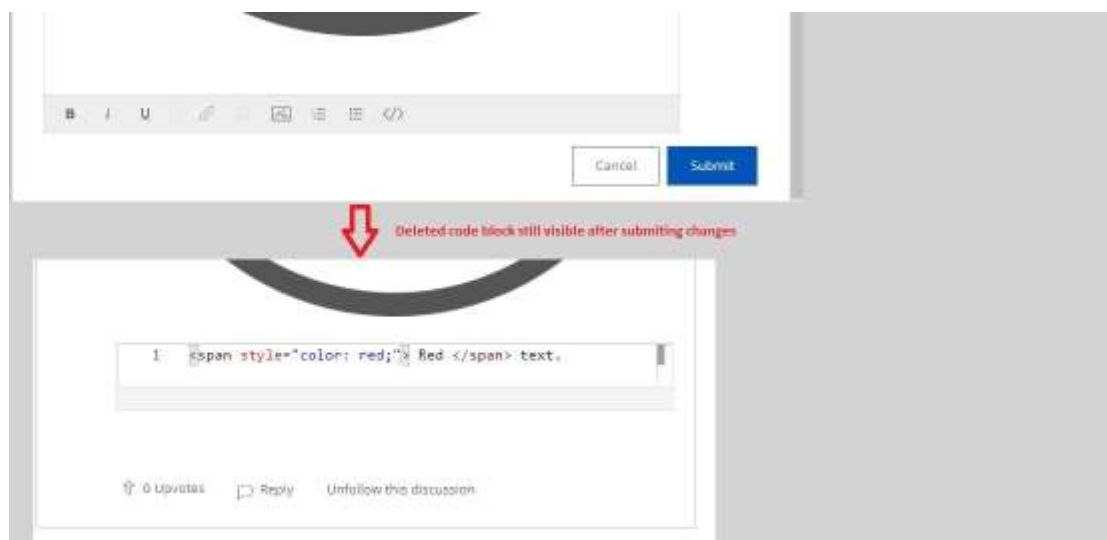 B I U </>
Cancel Submit
Deleted code block still visible after submiting changes
1 <span style="color: red;"> Red </span> text.
0 Upvotes Reply Unfollow this discussion